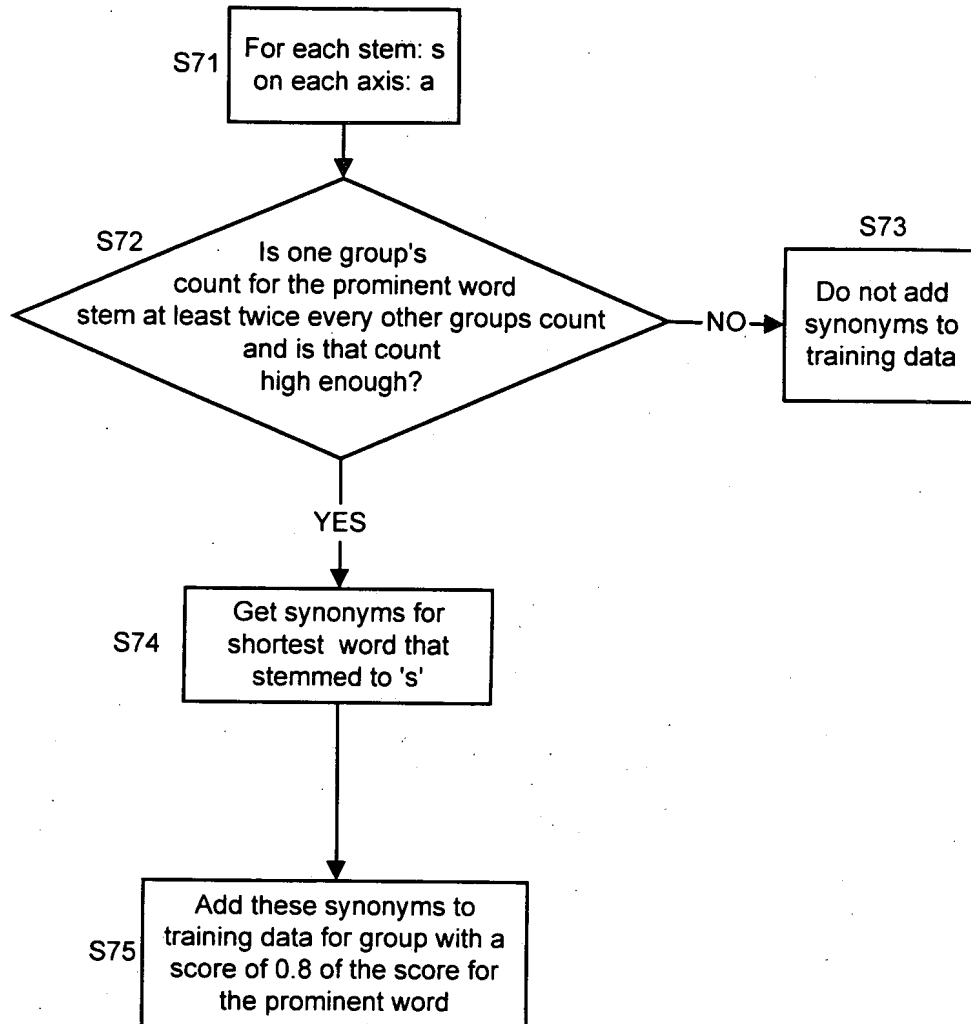 S71
For each stem: s
on each axis: a
S72
Is one group's
count for the prominent word
stem at least twice every other groups count
and is that count
high enough?
NO
S73
Do not add
synonyms to
training data
YES
S74
Get synonyms for
shortest word that
stemmed to 's'
S75
Add these synonyms to
training data for group with a
score of 0.8 of the score for
the prominent word